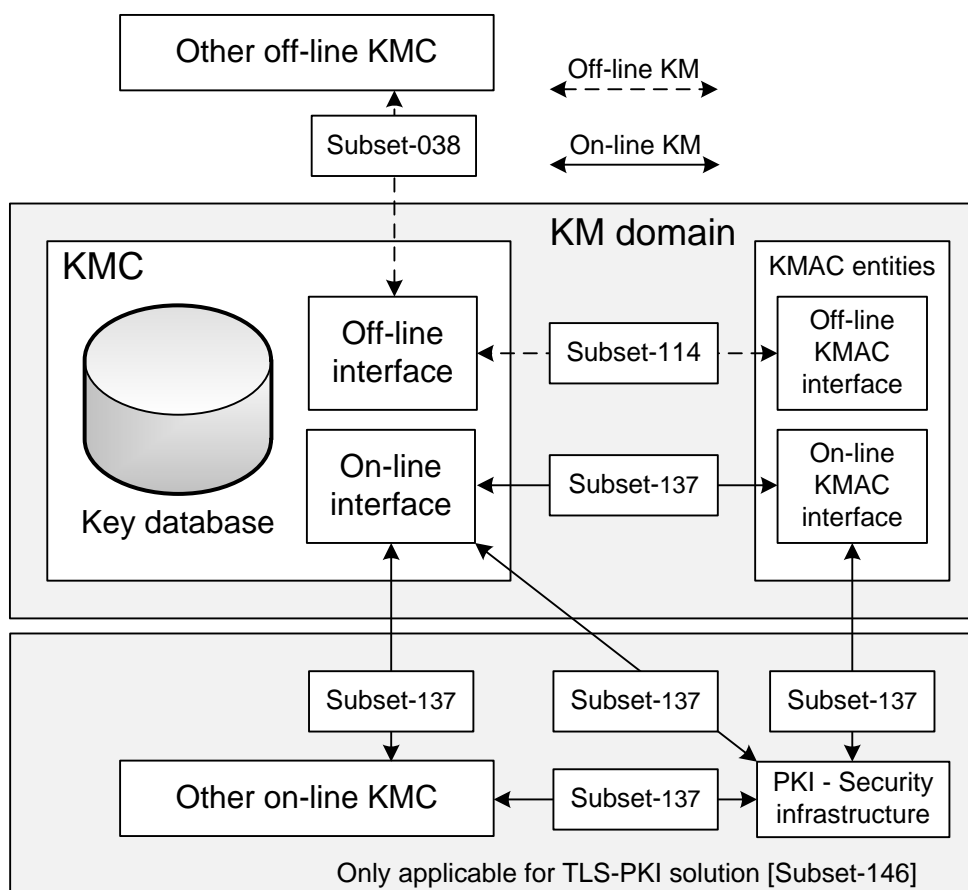 Other off-line KMC
Off-line KM
Subset-038
On-line KM
KM domain
KMC
KMAC entities
Off-line
interface
Subset-114
Off-line
KMAC
interface
On-line
interface
Subset-137
On-line
KMAC
interface
Key database
Subset-137
Subset-137
Subset-137
Other on-line KMC
Subset-137
PKI - Security
infrastructure
Only applicable for TLS-PKI solution [Subset-146]